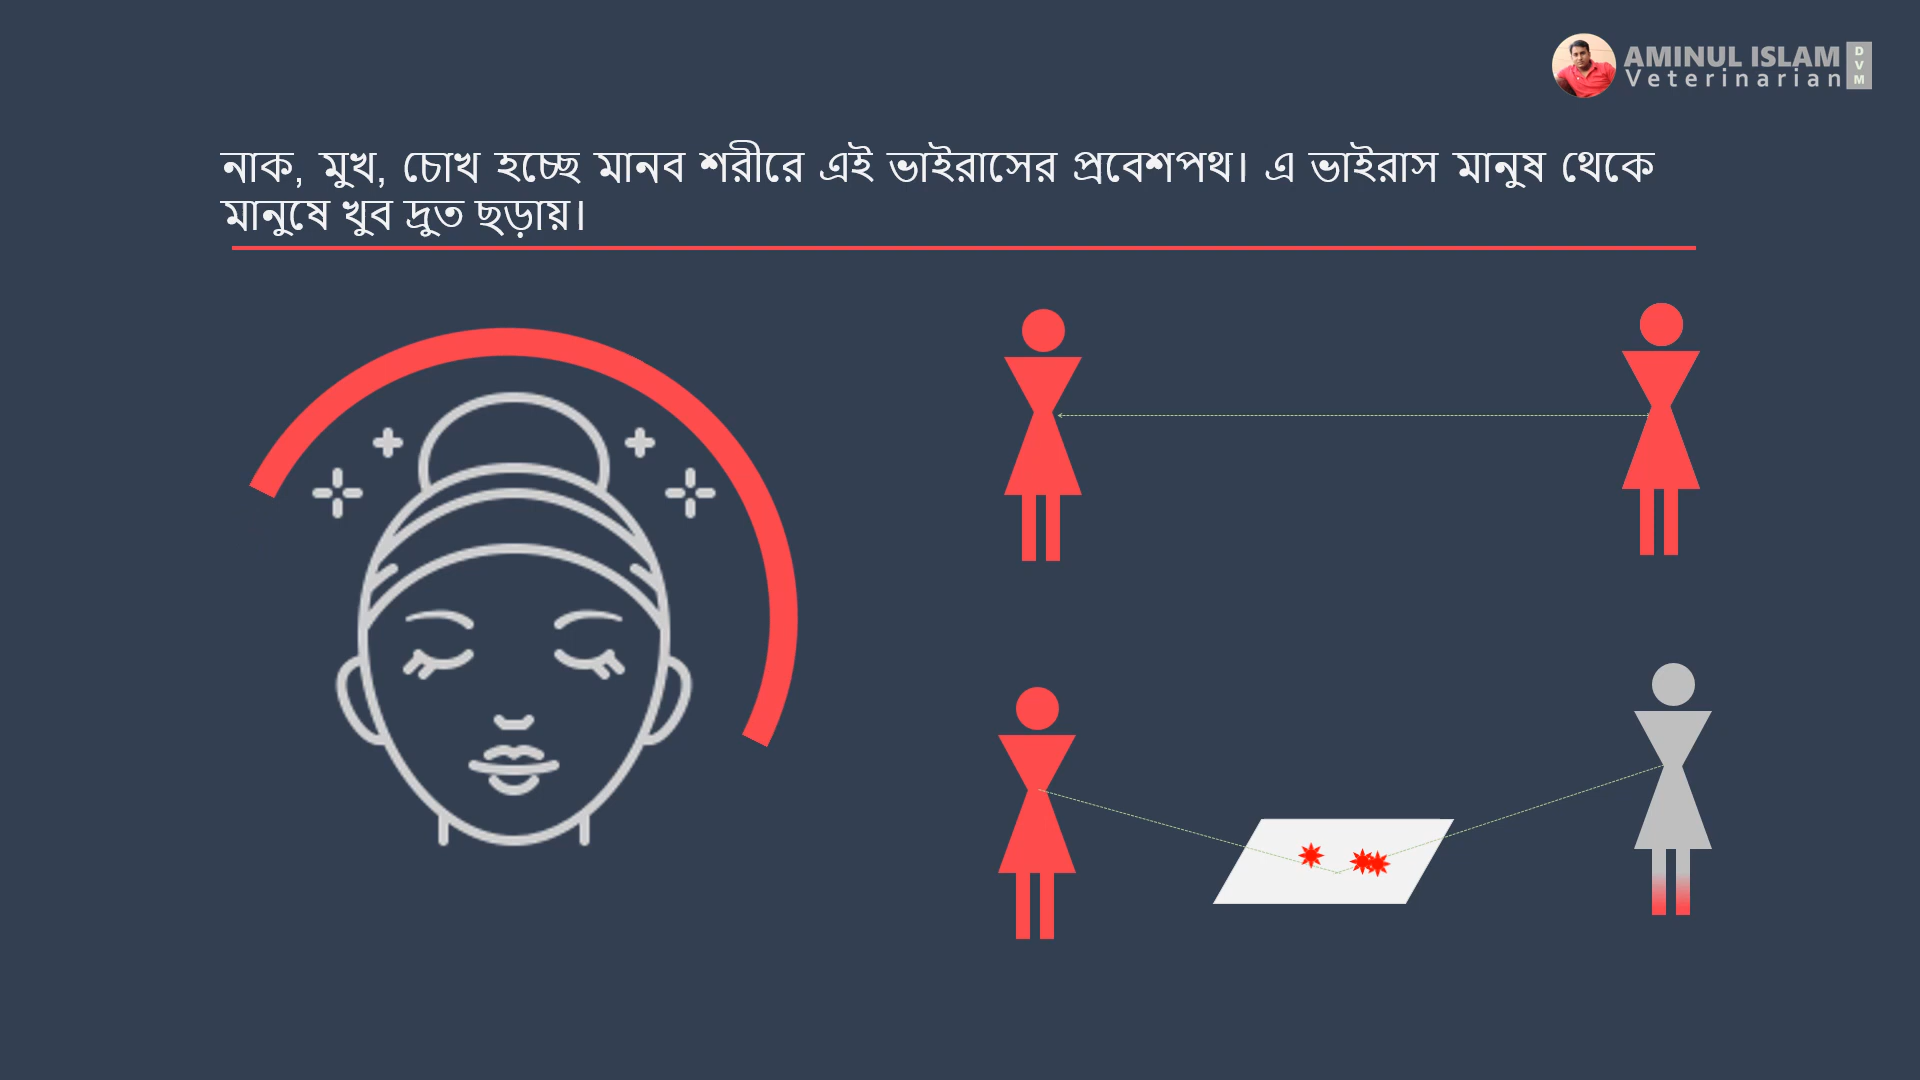 AMINUL ISLAM
Veterinarian
DVM
নাক, মুখ, চোখ হচ্ছে মানব শরীরে এই ভাইরাসের প্রবেশপথ। এ ভাইরাস মানুষ থেকে
মানুষে খুব দ্রুত ছড়ায়।